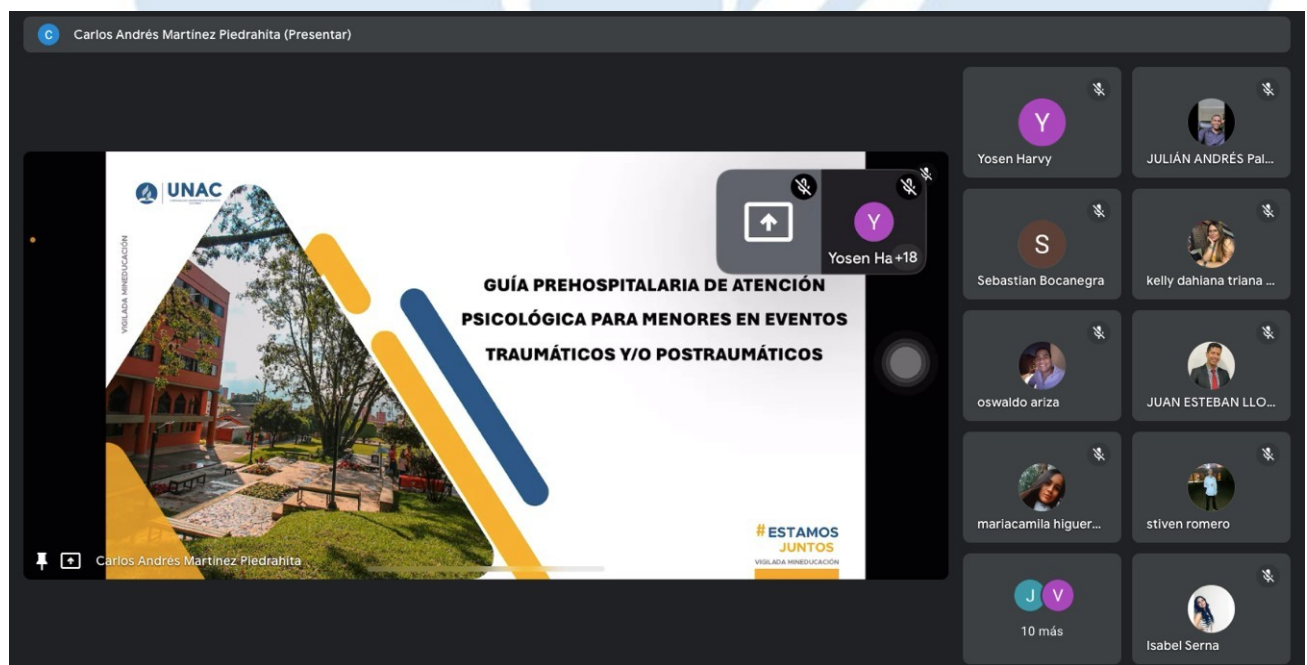 C
Carlos Andrés Martínez Piedrahita (Presentar)
UNAC
VIGILADA MINEDUCACIÓN
Y
Yosen Ha +18
GUÍA PREHOSPITALARIA DE ATENCIÓN
PSICOLÓGICA PARA MENORES EN EVENTOS
TRAUMÁTICOS Y/O POSTRAUMÁTICOS
#ESTAMOS
JUNTOS
VIGILADA MINEDUCACIÓN
Carlos Andrés Martínez Piedrahita
Y
Yosen Harvy
JULIÁN ANDRÉS Pal...
S
Sebastian Bocanegra
kelly dahiana triana ...
oswaldo ariza
JUAN ESTEBAN LLO...
mariacamila higuer...
stiven romero
J V
10 más
Isabel Serna